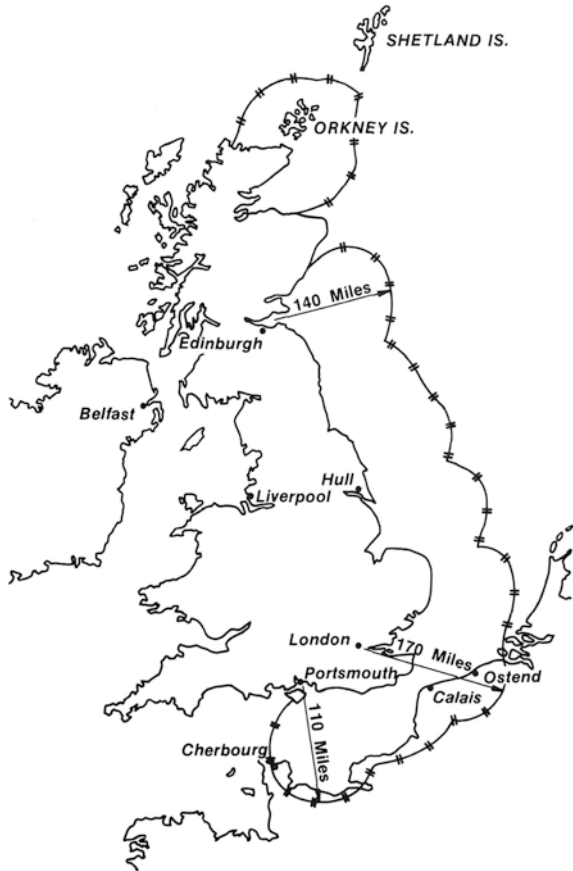 SHETLAND IS.
ORKNEY IS.
140 Miles
Edinburgh
Belfast
Hull
Liverpool
London
170 Miles
Ostend
Portsmouth
Calais
110 Miles
Cherbourg